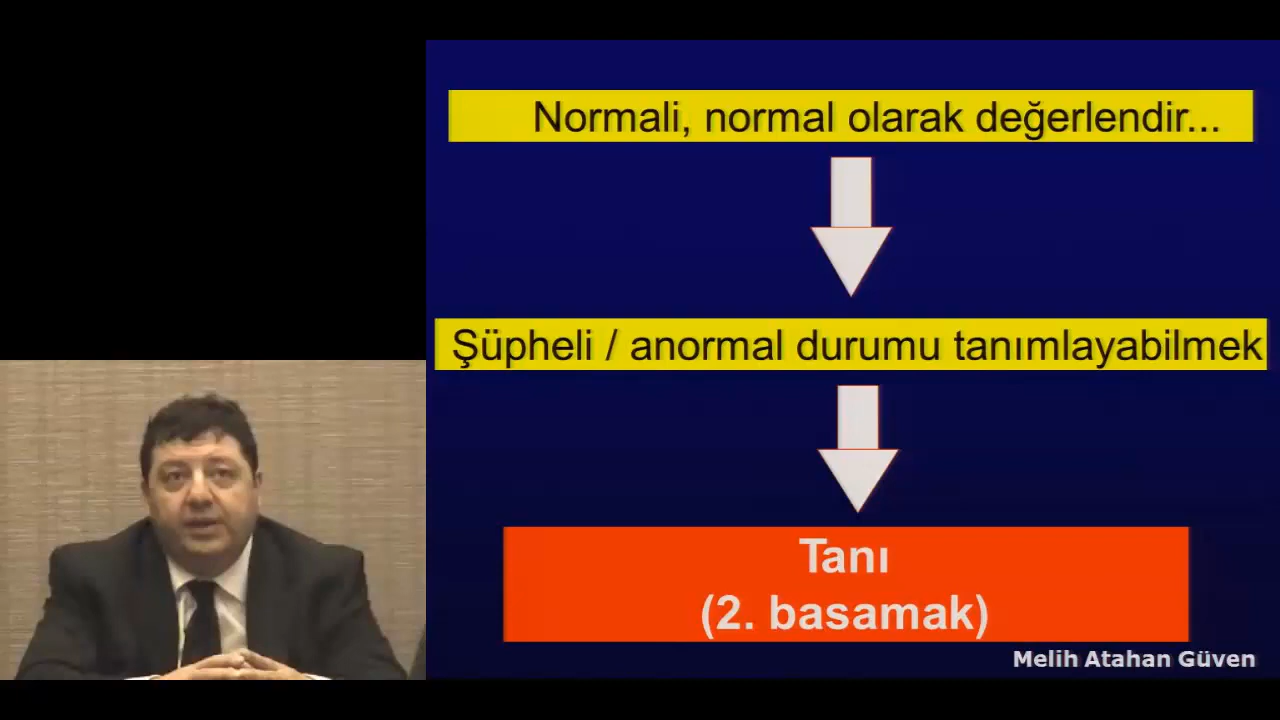 Normali, normal olarak değerlendir...
Şüpheli / anormal durumu tanımlayabilmek
Tanı
(2. basamak)
Melih Atahan Güven